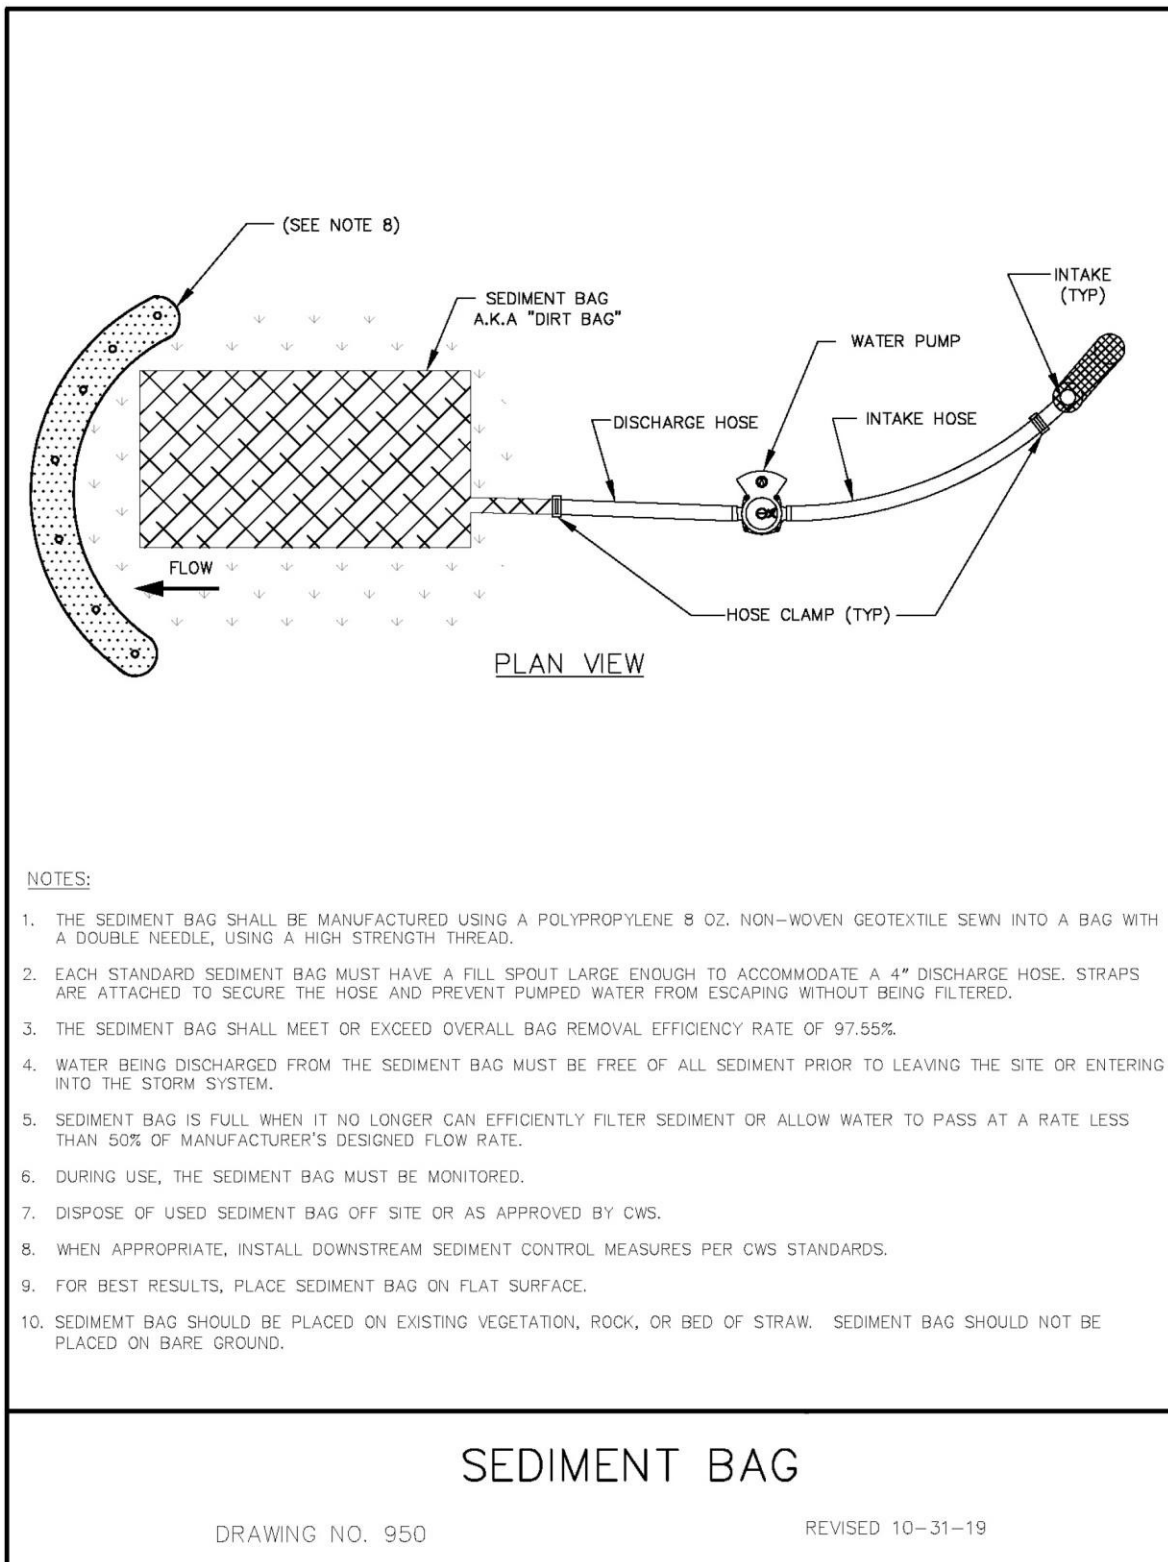 (SEE NOTE 8)
SEDIMENT BAG
A.K.A "DIRT BAG"
INTAKE
(TYP)
WATER PUMP
DISCHARGE HOSE
INTAKE HOSE
FLOW
HOSE CLAMP (TYP)
PLAN VIEW
NOTES:
1. THE SEDIMENT BAG SHALL BE MANUFACTURED USING A POLYPROPYLENE 8 OZ. NON-WOVEN GEOTEXTILE SEWN INTO A BAG WITH
A DOUBLE NEEDLE, USING A HIGH STRENGTH THREAD.
2. EACH STANDARD SEDIMENT BAG MUST HAVE A FILL SPOUT LARGE ENOUGH TO ACCOMMODATE A 4" DISCHARGE HOSE. STRAPS
ARE ATTACHED TO SECURE THE HOSE AND PREVENT PUMPED WATER FROM ESCAPING WITHOUT BEING FILTERED.
3. THE SEDIMENT BAG SHALL MEET OR EXCEED OVERALL BAG REMOVAL EFFICIENCY RATE OF 97.55%.
4. WATER BEING DISCHARGED FROM THE SEDIMENT BAG MUST BE FREE OF ALL SEDIMENT PRIOR TO LEAVING THE SITE OR ENTERING
INTO THE STORM SYSTEM.
5. SEDIMENT BAG IS FULL WHEN IT NO LONGER CAN EFFICIENTLY FILTER SEDIMENT OR ALLOW WATER TO PASS AT A RATE LESS
THAN 50% OF MANUFACTURER'S DESIGNED FLOW RATE.
6. DURING USE, THE SEDIMENT BAG MUST BE MONITORED.
7. DISPOSE OF USED SEDIMENT BAG OFF SITE OR AS APPROVED BY CWS.
8. WHEN APPROPRIATE, INSTALL DOWNSTREAM SEDIMENT CONTROL MEASURES PER CWS STANDARDS.
9. FOR BEST RESULTS, PLACE SEDIMENT BAG ON FLAT SURFACE.
10. SEDIMEMT BAG SHOULD BE PLACED ON EXISTING VEGETATION, ROCK, OR BED OF STRAW. SEDIMENT BAG SHOULD NOT BE
PLACED ON BARE GROUND.
SEDIMENT BAG
DRAWING NO. 950
REVISED 10-31-19